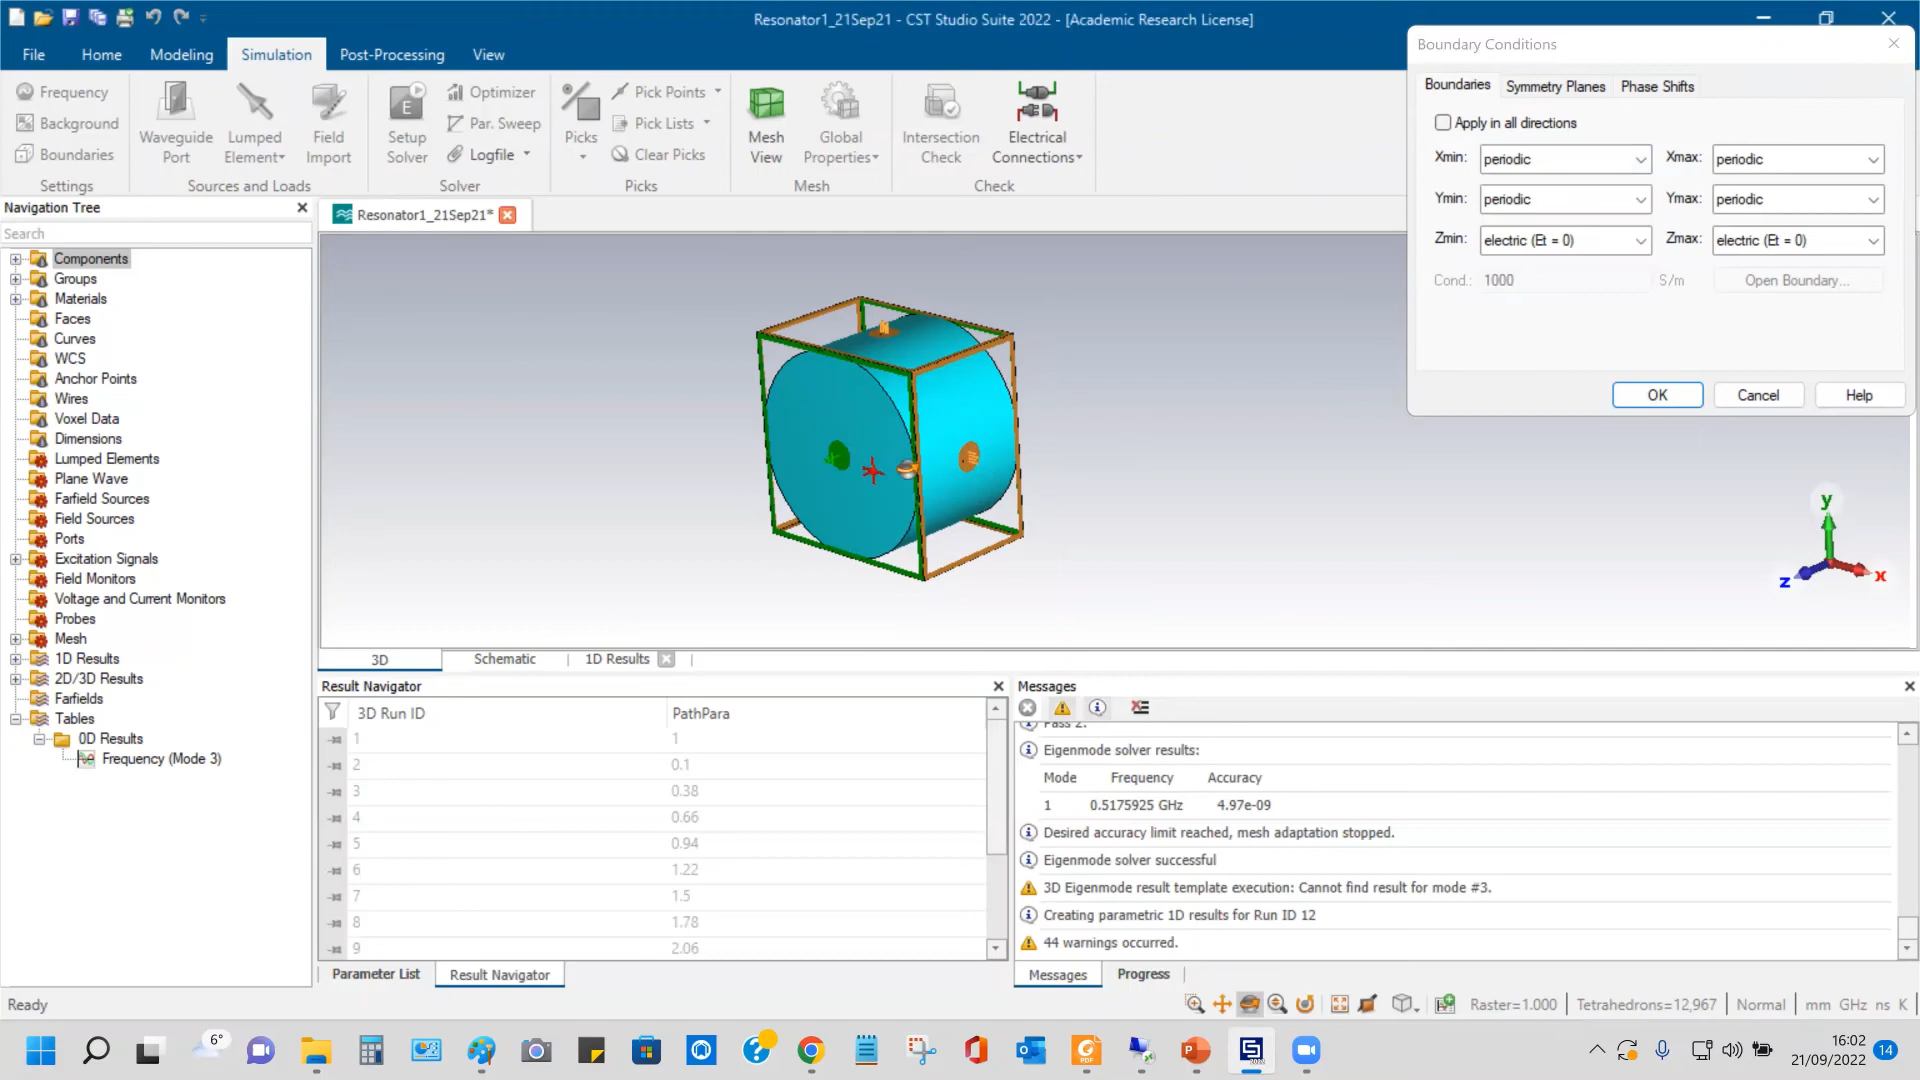 Resonator1_21Sep21 - CST Studio Suite 2022 - [Academic Research License]
File Home Modeling Simulation Post-Processing View
Frequency
Background
Boundaries
Settings
Waveguide Port
Lumped Element
Field Import
Sources and Loads
Setup Solver
Optimizer
Par. Sweep
Logfile
Solver
Picks
Pick Points
Pick Lists
Clear Picks
Picks
Mesh View
Global Properties
Mesh
Intersection Check
Electrical Connections
Check
Boundary Conditions
Boundaries Symmetry Planes Phase Shifts
Apply in all directions
Xmin: periodic Xmax: periodic
Ymin: periodic Ymax: periodic
Zmin: electric (Et = 0) Zmax: electric (Et = 0)
Cond.: 1000 S/m Open Boundary...
OK Cancel Help
Navigation Tree
Search
Components
Groups
Materials
Faces
Curves
WCS
Anchor Points
Wires
Voxel Data
Dimensions
Lumped Elements
Plane Wave
Farfield Sources
Field Sources
Ports
Excitation Signals
Field Monitors
Voltage and Current Monitors
Probes
Mesh
1D Results
2D/3D Results
Farfields
Tables
0D Results
Frequency (Mode 3)
Resonator1_21Sep21*
y
x
z
3D Schematic 1D Results
Result Navigator
3D Run ID PathPara
1 1
2 0.1
3 0.38
4 0.66
5 0.94
6 1.22
7 1.5
8 1.78
9 2.06
Parameter List Result Navigator
Messages
Pass 2:
Eigenmode solver results:
Mode Frequency Accuracy
1 0.5175925 GHz 4.97e-09
Desired accuracy limit reached, mesh adaptation stopped.
Eigenmode solver successful
3D Eigenmode result template execution: Cannot find result for mode #3.
Creating parametric 1D results for Run ID 12
44 warnings occurred.
Messages Progress
Ready
Raster=1.000 Tetrahedrons=12,967 Normal mm GHz ns K
6°
16:02
21/09/2022
14